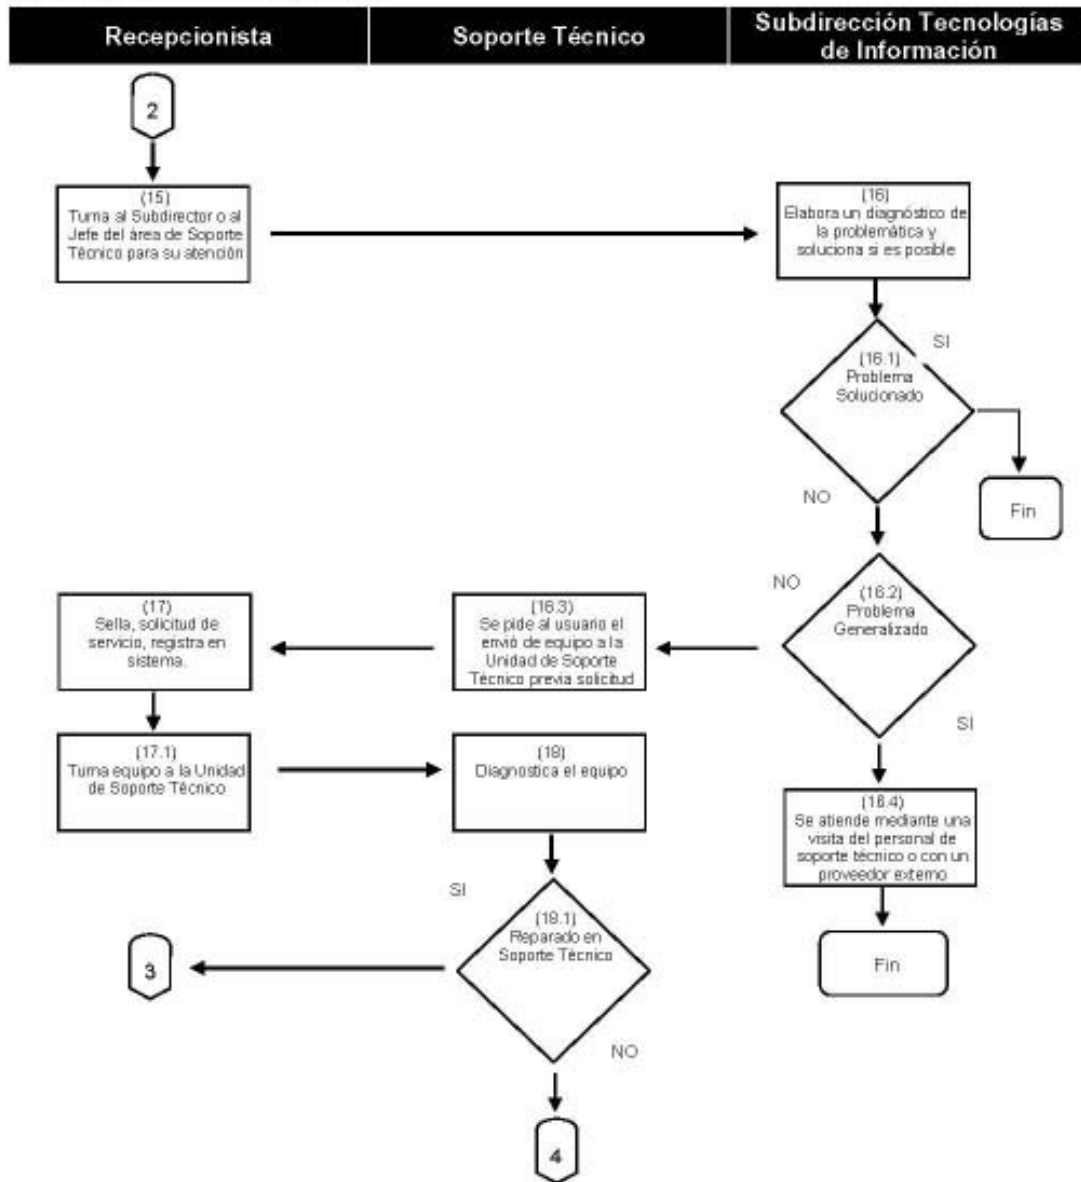 Recepcionista
Soporte Técnico
Subdirección Tecnologías
de Información
2
(15)
Turna al Subdirector o al
Jefe del área de Soporte
Técnico para su atención
(16)
Elabora un diagnóstico de
la problemática y
soluciona si es posible
(16.1)
Problema
Solucionado
SI
NO
Fin
(16.2)
Problema
Generalizado
NO
SI
(16.3)
Se pide al usuario el
envió de equipo a la
Unidad de Soporte
Técnico previa solicitud
(17)
Sella, solicitud de
servicio, registra en
sistema.
(17.1)
Turna equipo a la Unidad
de Soporte Técnico
(18)
Diagnostica el equipo
(16.4)
Se atiende mediante una
visita del personal de
soporte técnico o con un
proveedor externo
SI
(18.1)
Reparado en
Soporte Técnico
NO
3
Fin
4